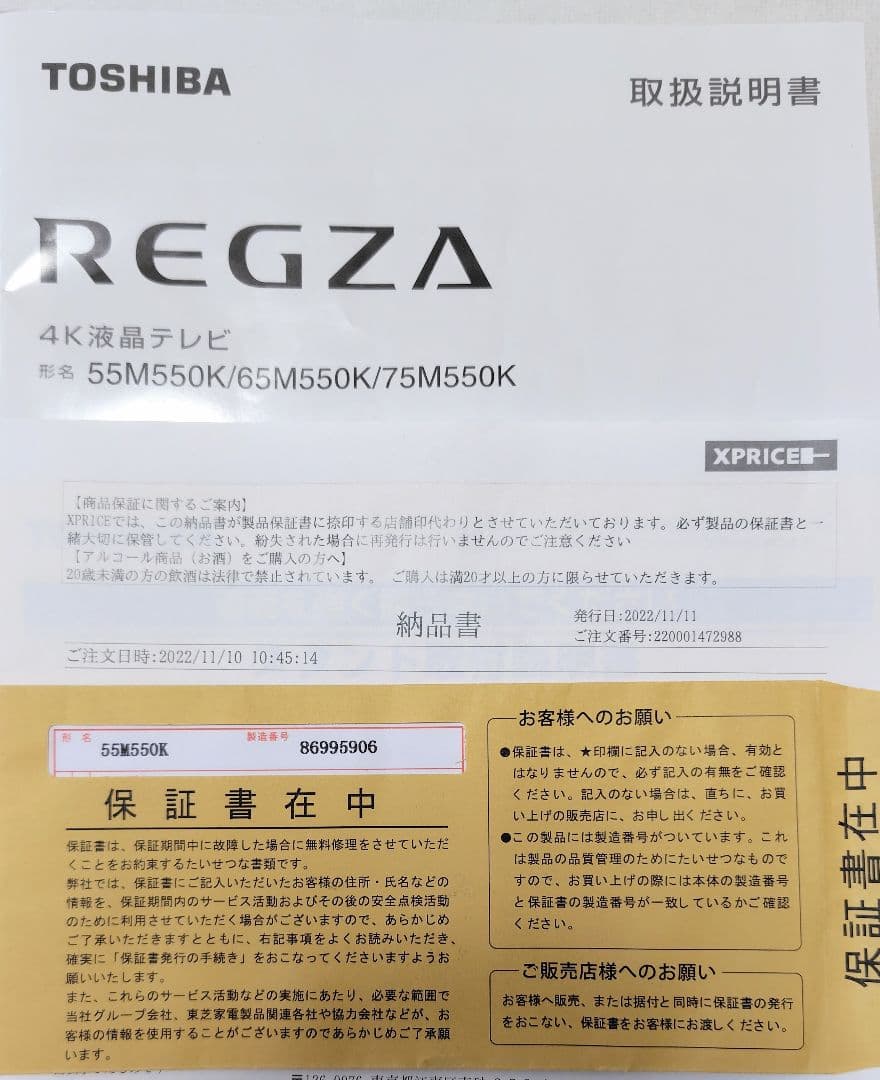 TOSHIBA
取扱説明書
REGZA
4K液晶テレビ
形名 55M550K/65M550K/75M550K
XPRICE
【商品保証に関するご案内】
XPRICEでは、この納品書が製品保証書に捺印する店舗印代わりとさせていただいております。必ず製品の保証書と一
緒大切に保管してください。紛失された場合に再発行は行いませんのでご注意ください
【アルコール商品（お酒）をご購入の方へ】
20歳未満の方の飲酒は法律で禁止されています。 ご購入は満20才以上の方に限らせていただきます。
納品書
発行日:2022/11/11
ご注文番号:220001472988
ご注文日時:2022/11/10 10:45:14
形名 55M550K 製造番号 86995906
保証書在中
保証書は、保証期間中に故障した場合に無料修理をさせていただ
くことをお約束するたいせつな書類です。
弊社では、保証書にご記入いただいたお客様の住所・氏名などの
情報を、保証期間内のサービス活動およびその後の安全点検活動
のために利用させていただく場合がございますので、あらかじめ
ご了承いただきますとともに、右記事項をよくお読みいただき、
確実に「保証書発行の手続き」をおこなってくださいますようお
願いいたします。
また、これらのサービス活動などの実施にあたり、必要な範囲で
当社グループ会社、東芝家電製品関連各社や協力会社などが、お
客様の情報を使用することがございますのであらかじめご了承願
います。
お客様へのお願い
●保証書は、★印欄に記入のない場合、有効と
はなりませんので、必ず記入の有無をご確認
ください。記入のない場合は、直ちに、お買
い上げの販売店に、お申し出ください。
●この製品には製造番号がついています。これ
は製品の品質管理のためにたいせつなもので
すので、お買い上げの際には本体の製造番号
と保証書の製造番号が一致しているかご確認
ください。
ご販売店様へのお願い
お客様へ販売、または据付と同時に保証書の発行
をおこない、保証書をお客様にお渡しください。
保証書在中